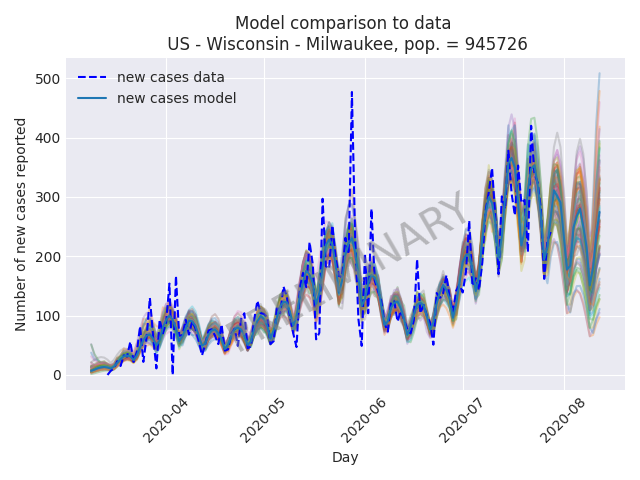 Model comparison to data
US - Wisconsin - Milwaukee, pop. = 945726
new cases data
new cases model
Number of new cases reported
500
400
300
200
100
0
PRELIMINARY
2020-04
2020-05
2020-06
2020-07
2020-08
Day